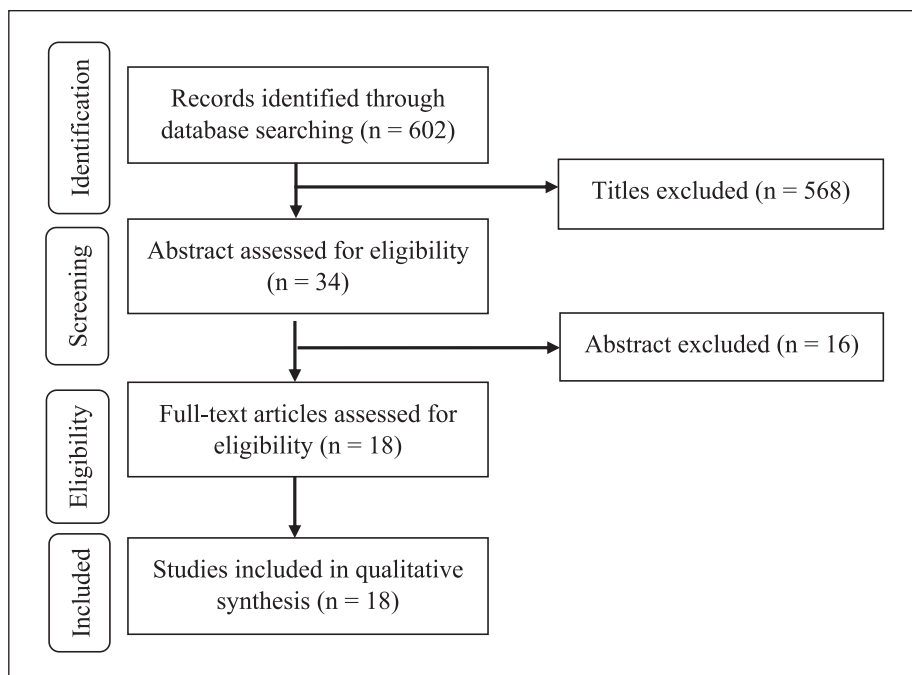 Identification
Records identified through
database searching (n = 602)
Titles excluded (n = 568)
Screening
Abstract assessed for eligibility
(n = 34)
Abstract excluded (n = 16)
Eligibility
Full-text articles assessed for
eligibility (n = 18)
Included
Studies included in qualitative
synthesis (n = 18)